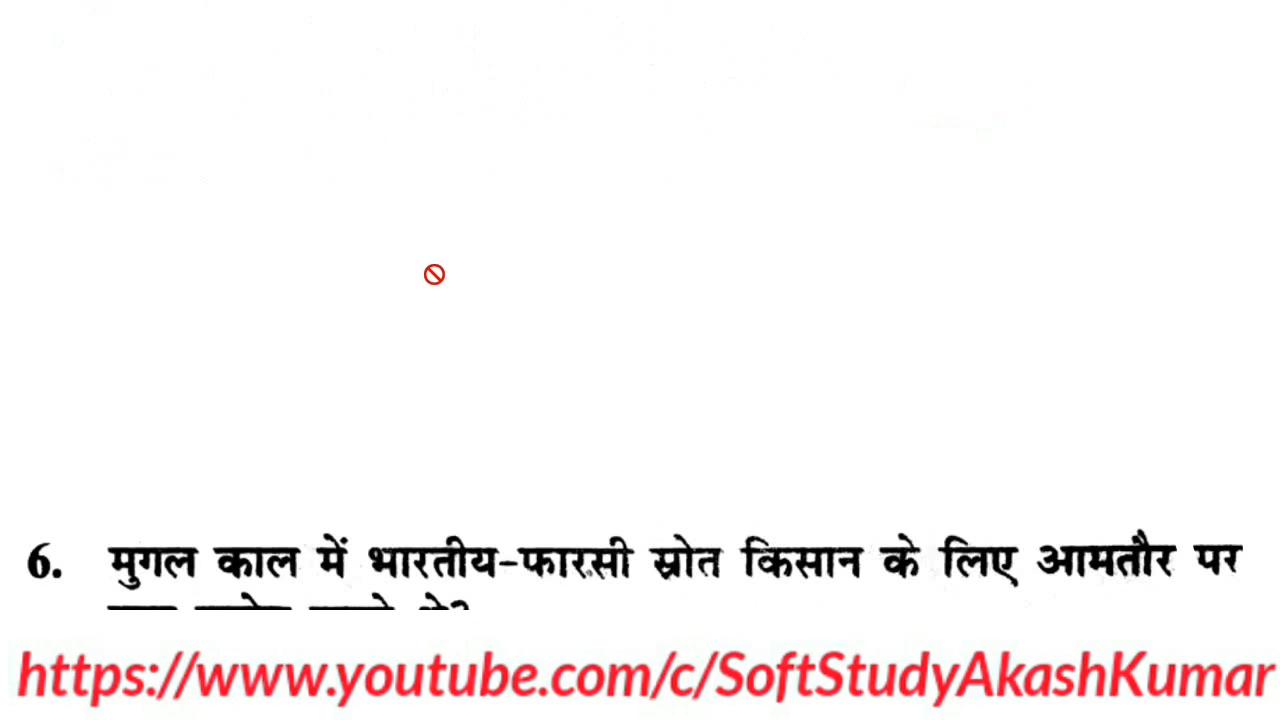 6. मुगल काल में भारतीय-फारसी स्रोत किसान के लिए आमतौर पर
https://www.youtube.com/c/SoftStudyAkashKumar